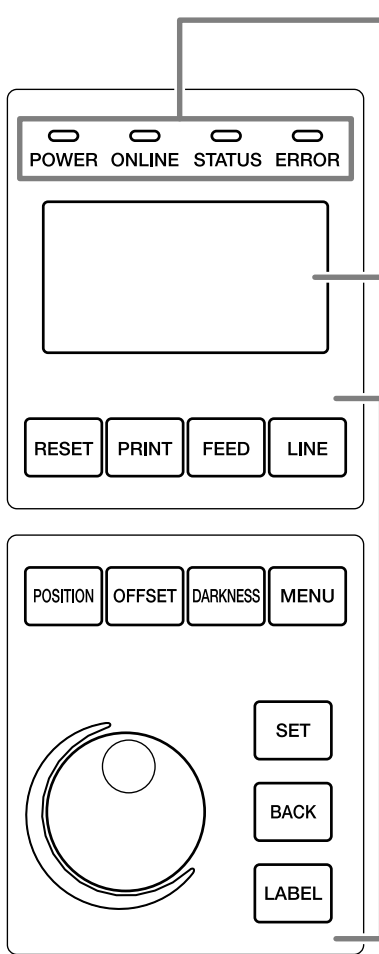 POWER ONLINE STATUS ERROR
RESET PRINT FEED LINE
POSITION OFFSET DARKNESS MENU
SET
BACK
LABEL